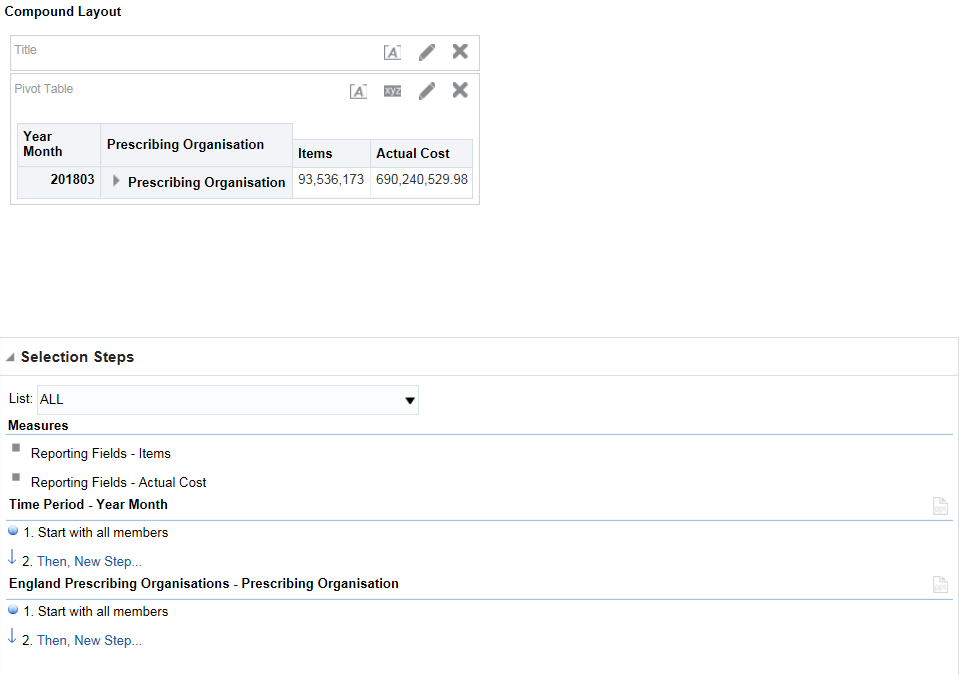 Compound Layout
Title
A
Pivot Table
A xyz
Year
Month
Prescribing Organisation
Items
Actual Cost
201803
Prescribing Organisation
93,536,173
690,240,529.98
Selection Steps
List: ALL
Measures
Reporting Fields - Items
Reporting Fields - Actual Cost
Time Period - Year Month
1. Start with all members
2. Then, New Step...
England Prescribing Organisations - Prescribing Organisation
1. Start with all members
2. Then, New Step...